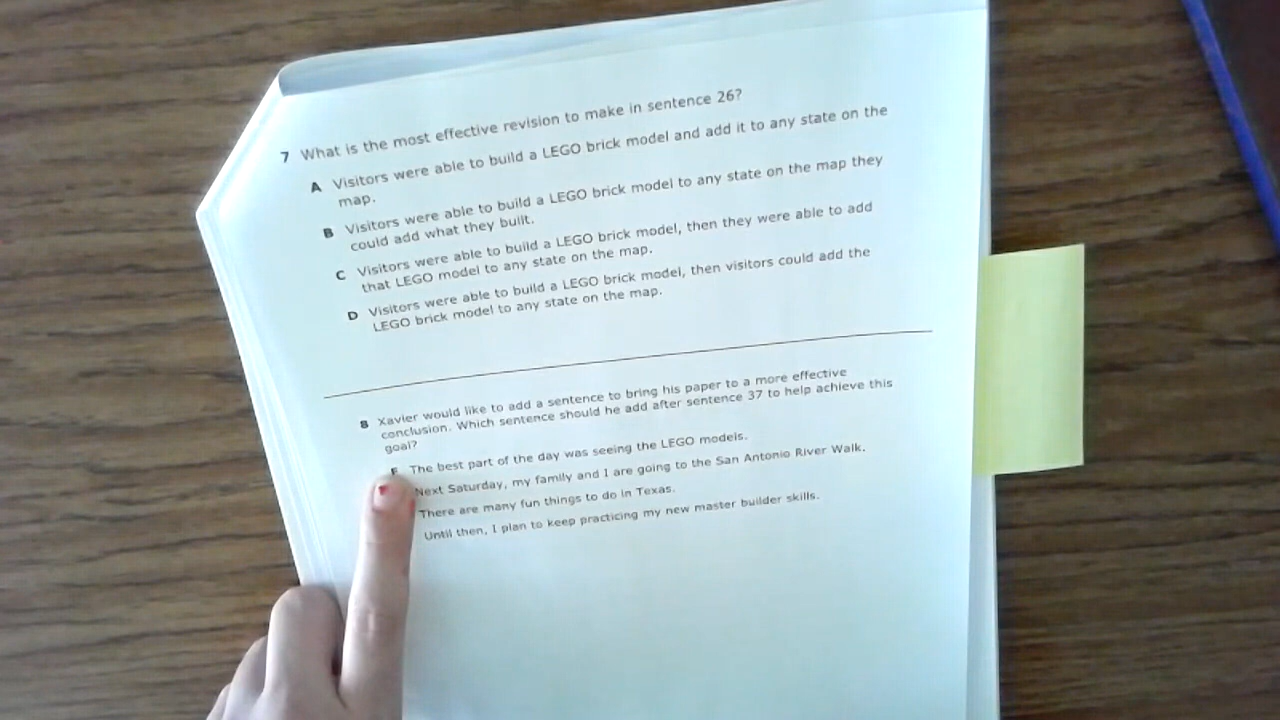 7 What is the most effective revision to make in sentence 26?
A Visitors were able to build a LEGO brick model and add it to any state on the
map.
B Visitors were able to build a LEGO brick model to any state on the map they
could add what they built.
C Visitors were able to build a LEGO brick model, then they were able to add
that LEGO model to any state on the map.
D Visitors were able to build a LEGO brick model, then visitors could add the
LEGO brick model to any state on the map.
8 Xavier would like to add a sentence to bring his paper to a more effective
conclusion. Which sentence should he add after sentence 37 to help achieve this
goal?
F The best part of the day was seeing the LEGO models.
Next Saturday, my family and I are going to the San Antonio River Walk.
There are many fun things to do in Texas.
Until then, I plan to keep practicing my new master builder skills.